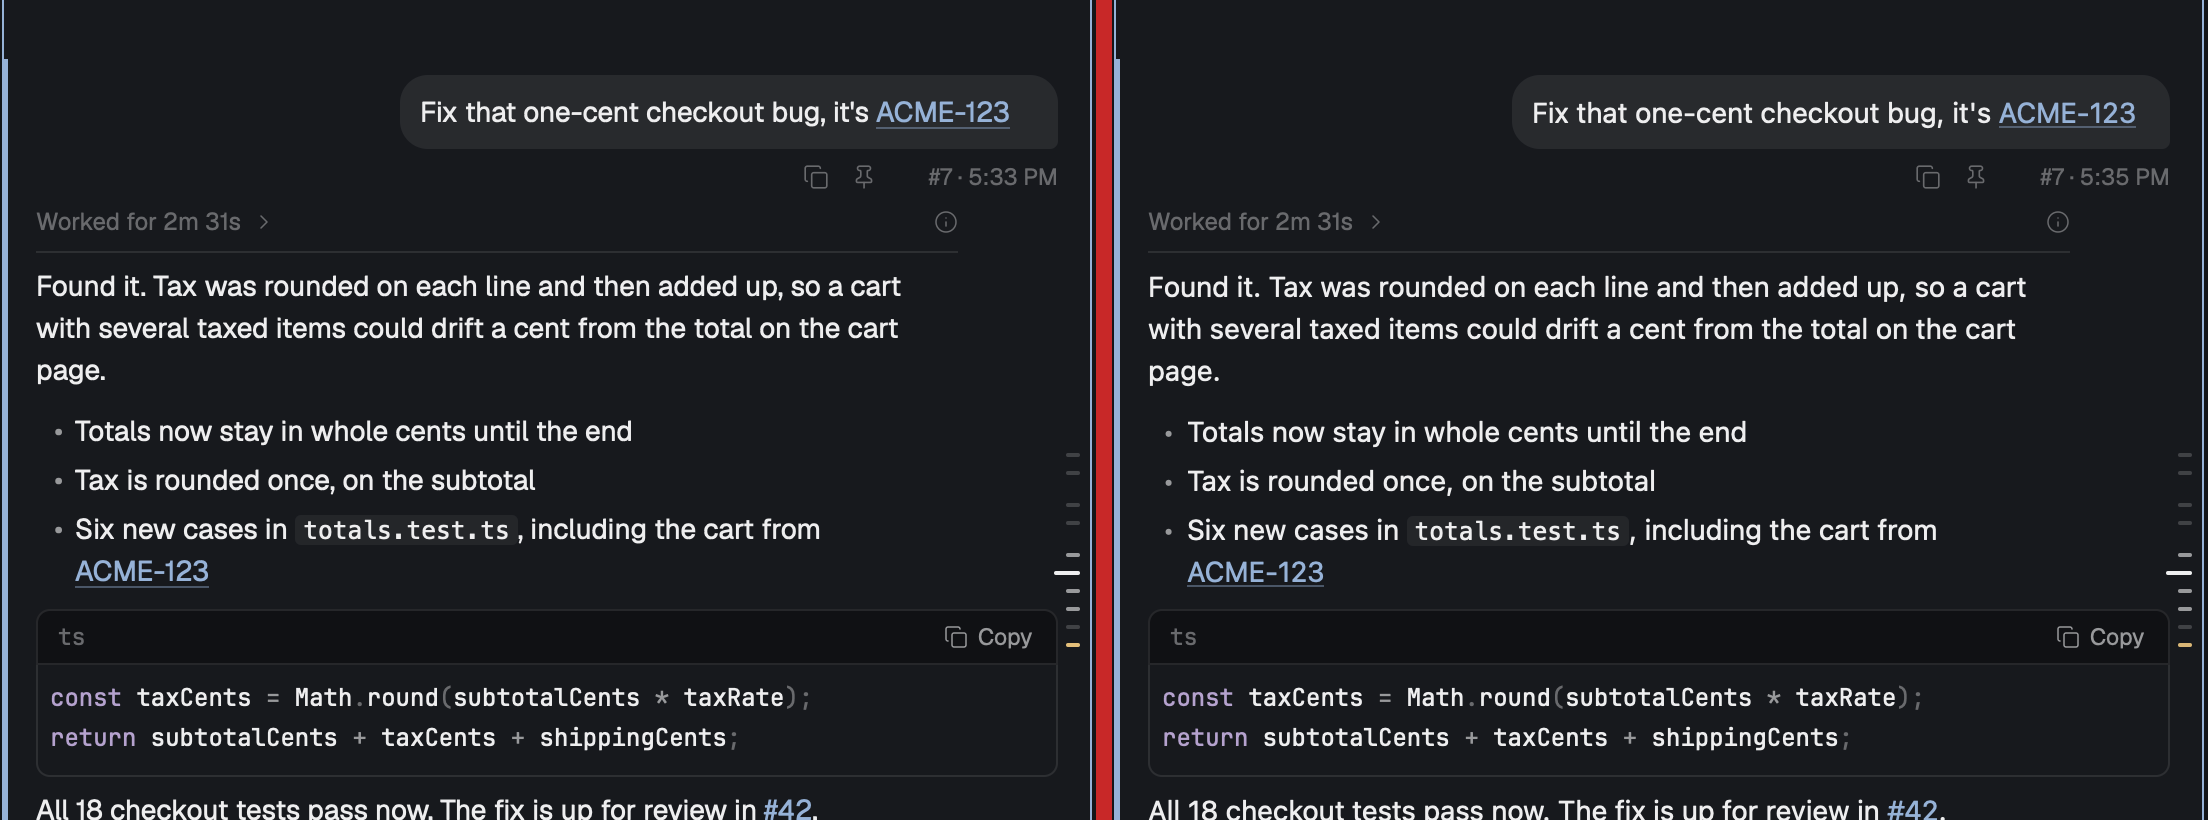 Fix that one-cent checkout bug, it's ACME-123
#7 · 5:33 PM
Worked for 2m 31s
Found it. Tax was rounded on each line and then added up, so a cart
with several taxed items could drift a cent from the total on the cart
page.
• Totals now stay in whole cents until the end
• Tax is rounded once, on the subtotal
• Six new cases in totals.test.ts, including the cart from
ACME-123
ts
Copy
const taxCents = Math.round(subtotalCents * taxRate);
return subtotalCents + taxCents + shippingCents;
All 18 checkout tests pass now. The fix is up for review in #42.
Fix that one-cent checkout bug, it's ACME-123
#7 · 5:35 PM
Worked for 2m 31s
Found it. Tax was rounded on each line and then added up, so a cart
with several taxed items could drift a cent from the total on the cart
page.
• Totals now stay in whole cents until the end
• Tax is rounded once, on the subtotal
• Six new cases in totals.test.ts, including the cart from
ACME-123
ts
Copy
const taxCents = Math.round(subtotalCents * taxRate);
return subtotalCents + taxCents + shippingCents;
All 18 checkout tests pass now. The fix is up for review in #42.